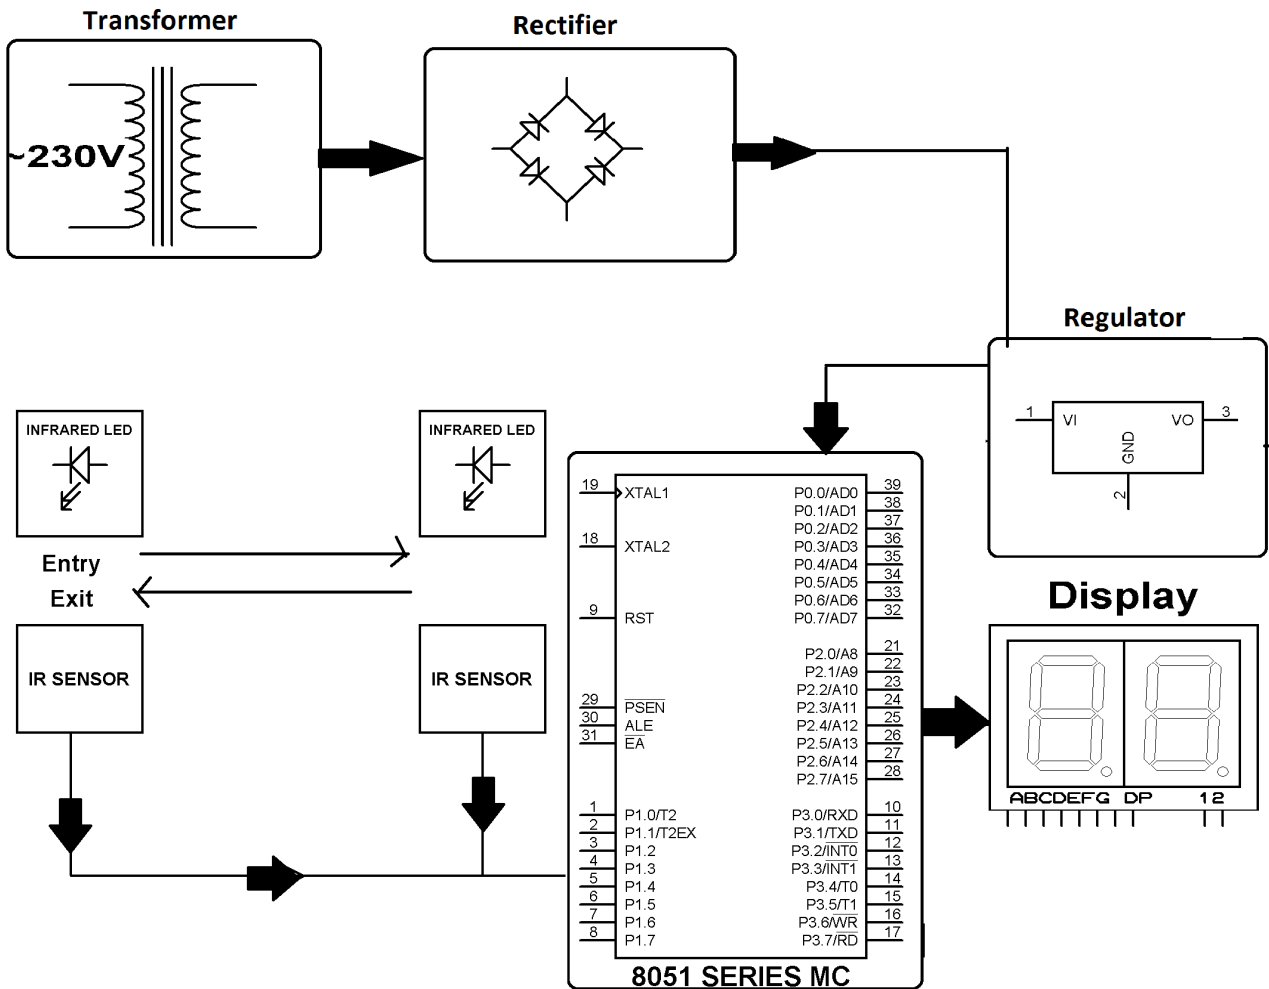 Transformer
Rectifier
~230V
Regulator
1 VI VO 3
GND
2
INFRARED LED
INFRARED LED
Entry
Exit
IR SENSOR
IR SENSOR
19 XTAL1
18 XTAL2
9 RST
29 PSEN
30 ALE
31 EA
1 P1.0/T2
2 P1.1/T2EX
3 P1.2
4 P1.3
5 P1.4
6 P1.5
7 P1.6
8 P1.7
P0.0/AD0 39
P0.1/AD1 38
P0.2/AD2 37
P0.3/AD3 36
P0.4/AD4 35
P0.5/AD5 34
P0.6/AD6 33
P0.7/AD7 32
P2.0/A8 21
P2.1/A9 22
P2.2/A10 23
P2.3/A11 24
P2.4/A12 25
P2.5/A13 26
P2.6/A14 27
P2.7/A15 28
P3.0/RXD 10
P3.1/TXD 11
P3.2/INT0 12
P3.3/INT1 13
P3.4/T0 14
P3.5/T1 15
P3.6/WR 16
P3.7/RD 17
8051 SERIES MC
Display
ABCDEFG DP 12